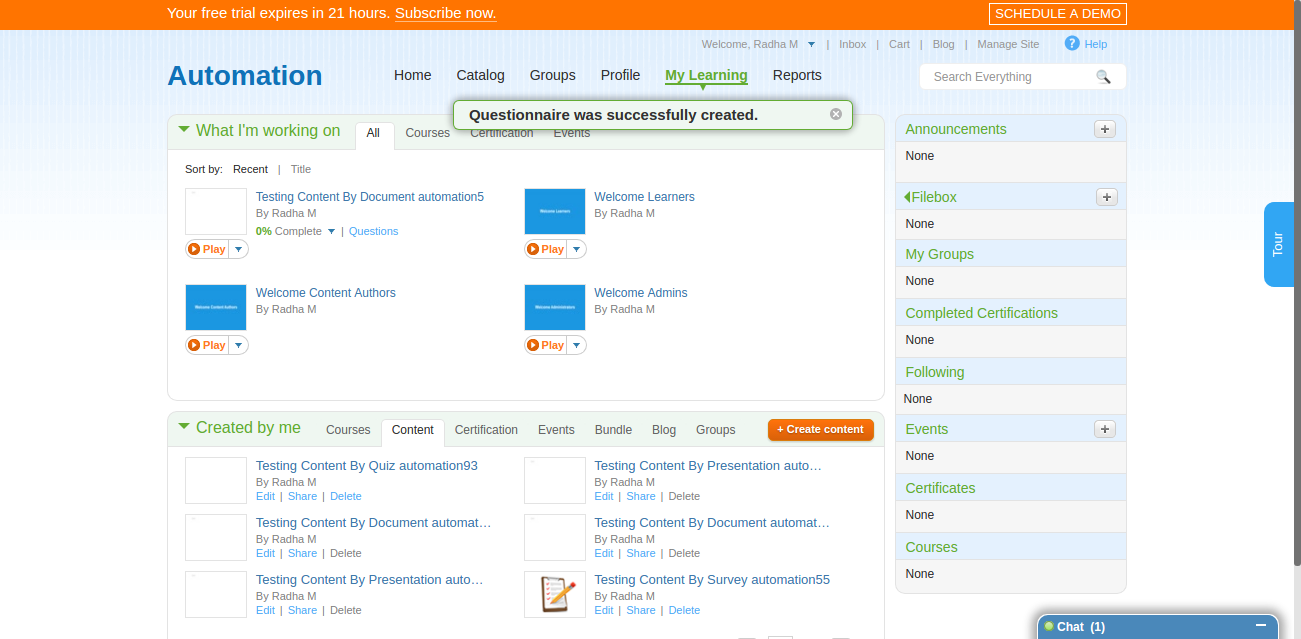 Your free trial expires in 21 hours. Subscribe now.
SCHEDULE A DEMO
Welcome, Radha M | Inbox | Cart | Blog | Manage Site ? Help
Automation
Home Catalog Groups Profile My Learning Reports
Search Everything
Questionnaire was successfully created.
What I'm working on
All Courses Certification Events
Sort by: Recent | Title
Testing Content By Document automation5
By Radha M
0% Complete | Questions
Play
Welcome Learners
Welcome Learners
By Radha M
Play
Welcome Content Authors
Welcome Content Authors
By Radha M
Play
Welcome Administrators
Welcome Admins
By Radha M
Play
Created by me
Courses Content Certification Events Bundle Blog Groups
+ Create content
Testing Content By Quiz automation93
By Radha M
Edit | Share | Delete
Testing Content By Presentation auto…
By Radha M
Edit | Share | Delete
Testing Content By Document automat…
By Radha M
Edit | Share | Delete
Testing Content By Document automat…
By Radha M
Edit | Share | Delete
Testing Content By Presentation auto…
By Radha M
Edit | Share | Delete
Testing Content By Survey automation55
By Radha M
Edit | Share | Delete
Announcements +
None
Filebox +
None
My Groups
None
Completed Certifications
None
Following
None
Events +
None
Certificates
None
Courses
None
Tour
Chat (1)